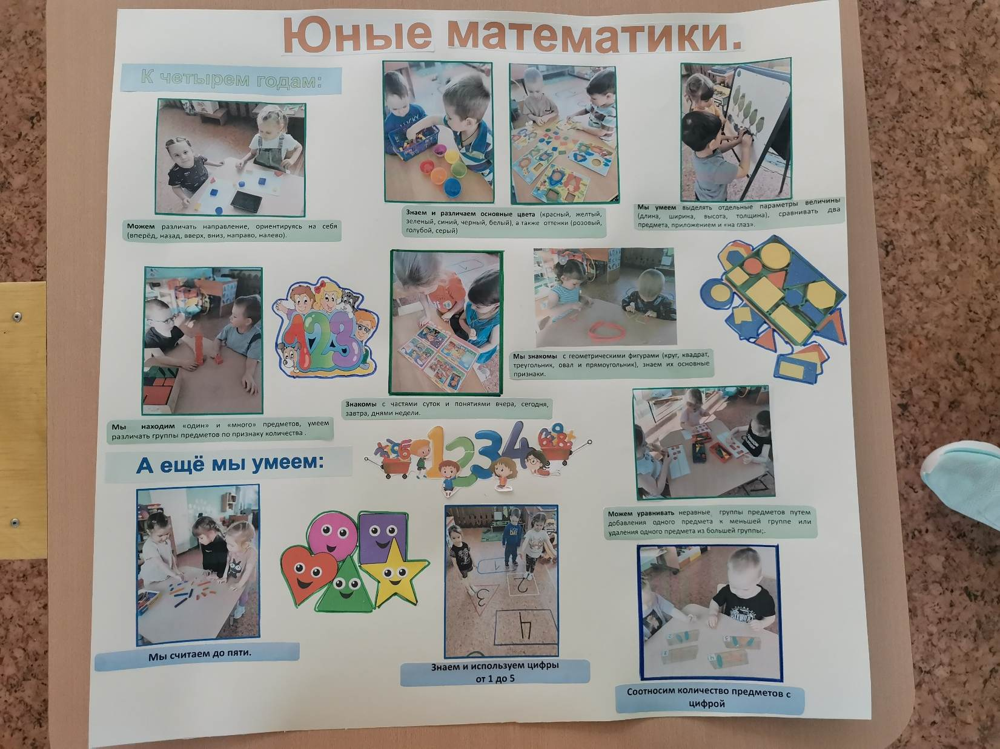 Юные математики.
К четырем годам:
Можем различать направление, ориентируясь на себя
(вперёд, назад, вверх, вниз, направо, налево).
Знаем и различаем основные цвета (красный, желтый,
зеленый, синий, черный, белый), а также оттенки (розовый,
голубой, серый)
Мы умеем выделять отдельные параметры величины
(длина, ширина, высота, толщина), сравнивать два
предмета, приложением и «на глаз».
Мы находим «один» и «много» предметов, умеем
различать группы предметов по признаку количества .
123
Знакомы с частями суток и понятиями вчера, сегодня,
завтра, днями недели.
Мы знакомы с геометрическими фигурами (круг, квадрат,
треугольник, овал и прямоугольник), знаем их основные
признаки.
А ещё мы умеем:
1234
Можем уравнивать неравные группы предметов путем
добавления одного предмета к меньшей группе или
удаления одного предмета из большей группы;.
Мы считаем до пяти.
1
2
3
4
Знаем и используем цифры
от 1 до 5
Соотносим количество предметов с
цифрой